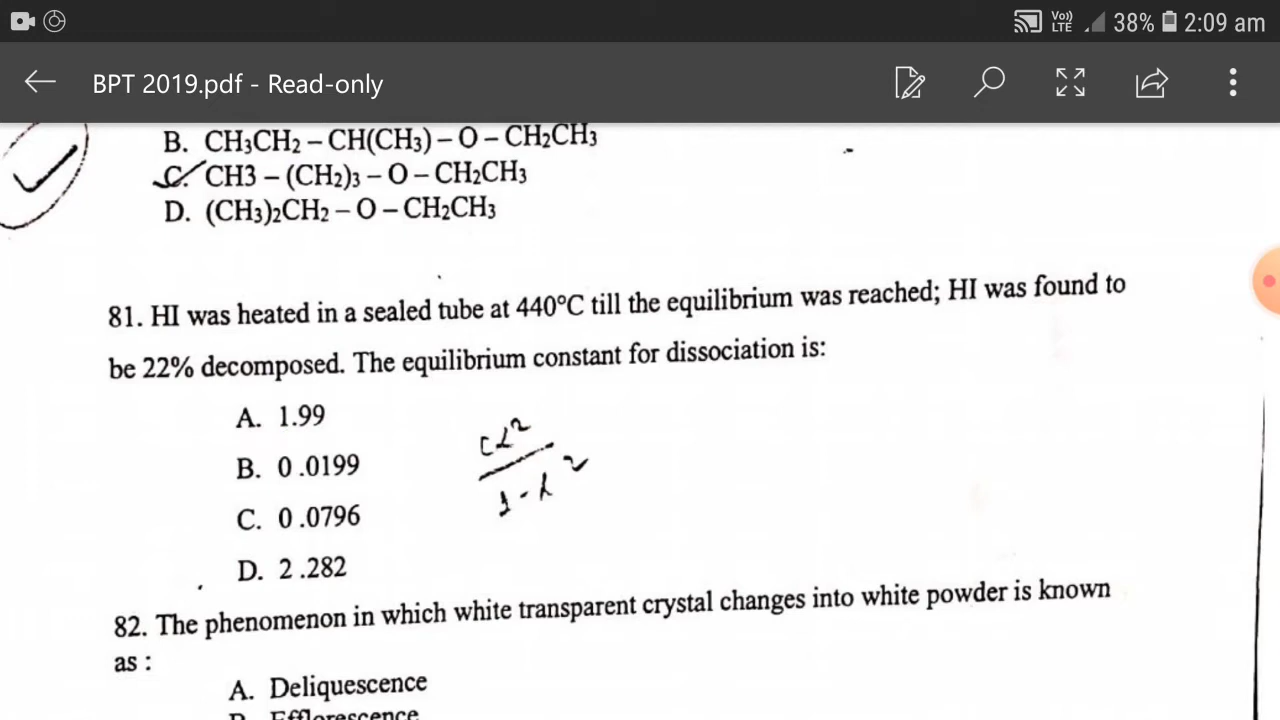 Vo)) LTE 38% 2:09 am
BPT 2019.pdf - Read-only
B. CH₃CH₂ – CH(CH₃) – O – CH₂CH₃
C. CH3 – (CH₂)₃ – O – CH₂CH₃
D. (CH₃)₂CH₂ – O – CH₂CH₃
81. HI was heated in a sealed tube at 440°C till the equilibrium was reached; HI was found to
be 22% decomposed. The equilibrium constant for dissociation is:
A. 1.99
B. 0 .0199
C. 0 .0796
D. 2 .282
82. The phenomenon in which white transparent crystal changes into white powder is known
as :
A. Deliquescence
B. Efflorescence